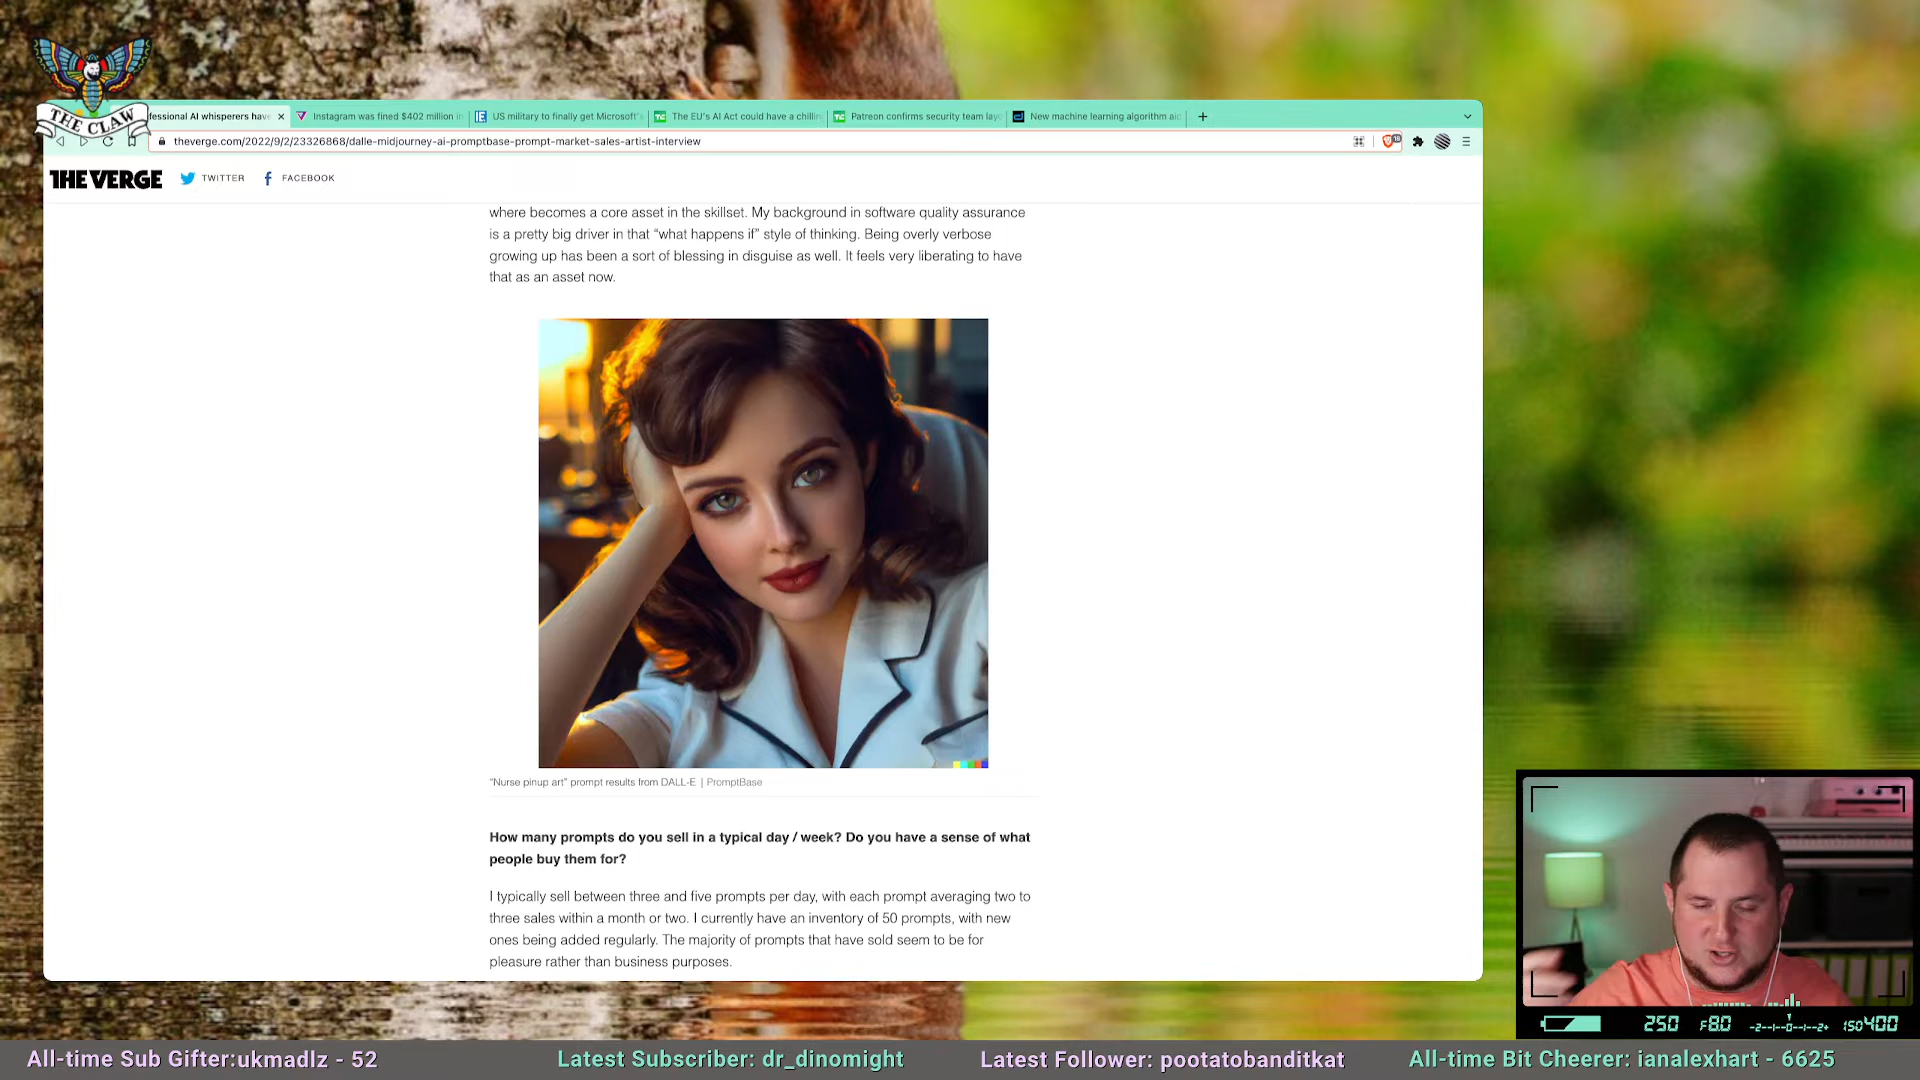 THE CLAW
fessional AI whisperers have
Instagram was fined $402 million in
US military to finally get Microsoft's
The EU's AI Act could have a chillin
Patreon confirms security team layo
New machine learning algorithm aid
theverge.com/2022/9/2/23326868/dalle-midjourney-ai-promptbase-prompt-market-sales-artist-interview
THE VERGE TWITTER FACEBOOK
where becomes a core asset in the skillset. My background in software quality assurance
is a pretty big driver in that “what happens if” style of thinking. Being overly verbose
growing up has been a sort of blessing in disguise as well. It feels very liberating to have
that as an asset now.
“Nurse pinup art” prompt results from DALL-E | PromptBase
How many prompts do you sell in a typical day / week? Do you have a sense of what
people buy them for?
I typically sell between three and five prompts per day, with each prompt averaging two to
three sales within a month or two. I currently have an inventory of 50 prompts, with new
ones being added regularly. The majority of prompts that have sold seem to be for
pleasure rather than business purposes.
250 F8.0 -2--1--0--1--2+ ISO400
All-time Sub Gifter:ukmadlz - 52
Latest Subscriber: dr_dinomight
Latest Follower: pootatobanditkat
All-time Bit Cheerer: ianalexhart - 6625